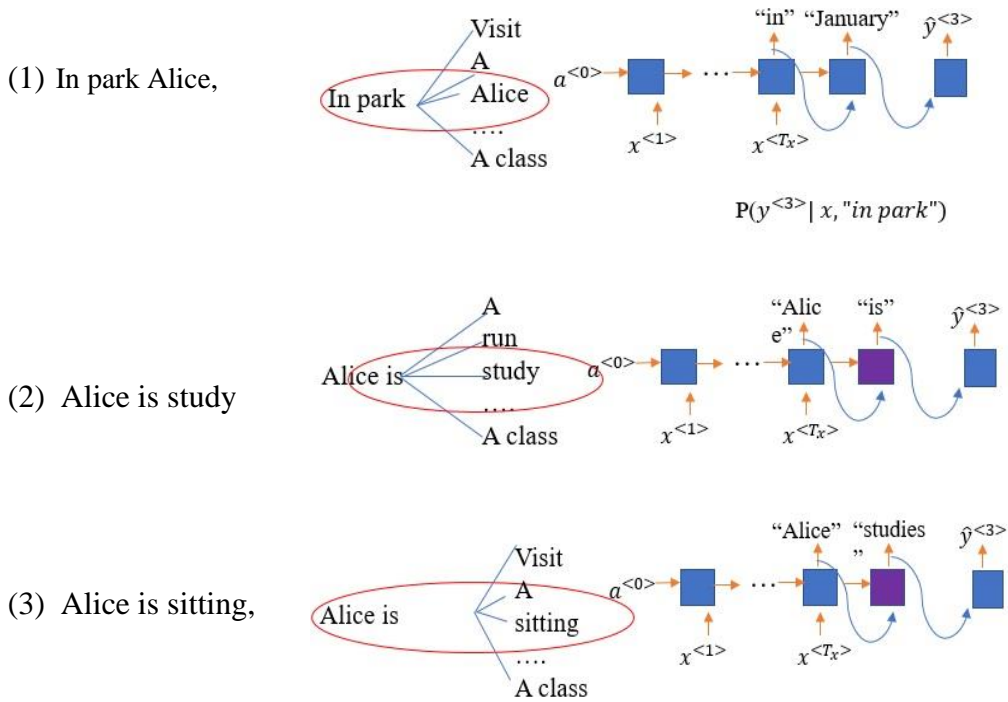 (1) In park Alice,
Visit
A
In park
Alice
....
A class
"in" "January" ŷ<3>
a<0>
...
x<1> x<Tx>
P(y<3>| x, "in park")
(2) Alice is study
A
run
Alice is
study
....
A class
"Alic
e" "is" ŷ<3>
a<0>
...
x<1> x<Tx>
(3) Alice is sitting,
Visit
A
Alice is
sitting
....
A class
"Alice" "studies
" ŷ<3>
a<0>
...
x<1> x<Tx>